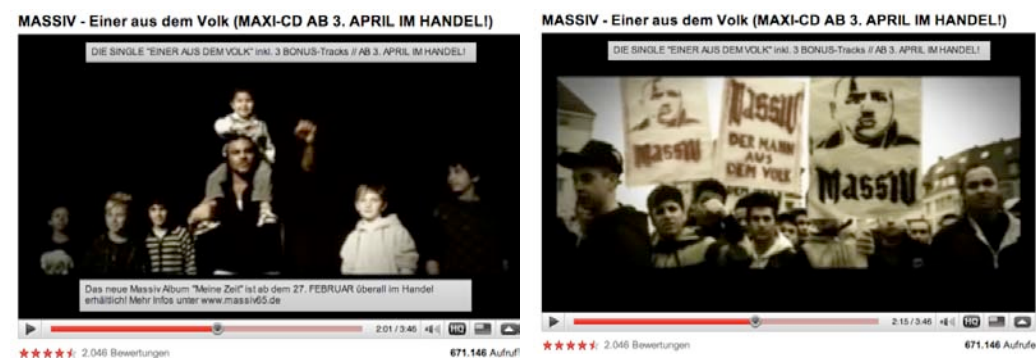 MASSIV - Einer aus dem Volk (MAXI-CD AB 3. APRIL IM HANDEL!)
DIE SINGLE "EINER AUS DEM VOLK" inkl. 3 BONUS-Tracks // AB 3. APRIL IM HANDEL!
Das neue Massiv Album "Meine Zeit" ist ab dem 27. FEBRUAR überall im Handel
erhältlich! Mehr Infos unter www.massiv65.de
2:01 / 3:46 HQ
2.046 Bewertungen 671.146 Aufruf
MASSIV - Einer aus dem Volk (MAXI-CD AB 3. APRIL IM HANDEL!)
DIE SINGLE "EINER AUS DEM VOLK" inkl. 3 BONUS-Tracks // AB 3. APRIL IM HANDEL!
Massiv
Massiv
DER MANN
AUS
DEM VOLK
Massiv
2:15 / 3:46 HQ
2.046 Bewertungen 671.146 Aufrufe